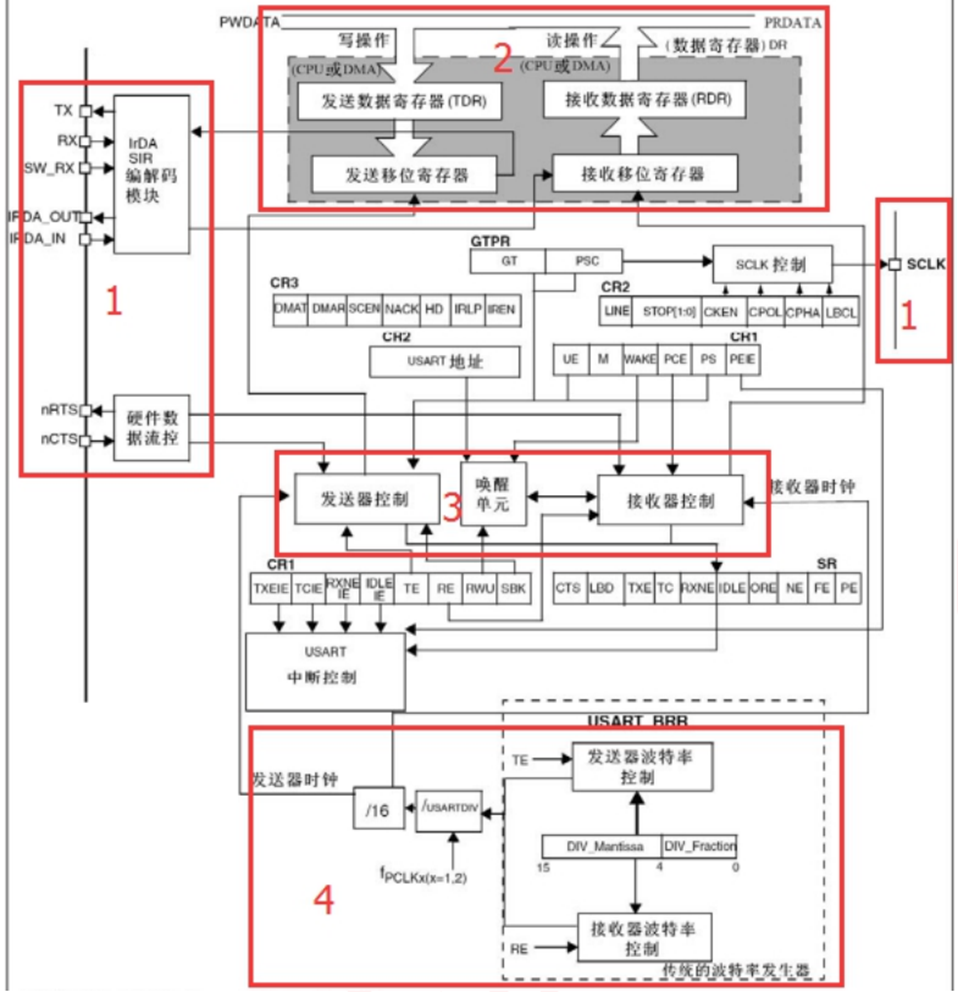 PWDATA
PRDATA
写操作
2
读操作
(数据寄存器) DR
(CPU或DMA)
(CPU或DMA)
发送数据寄存器(TDR)
接收数据寄存器(RDR)
发送移位寄存器
接收移位寄存器
TX
RX
SW_RX
IRDA_OUT
IRDA_IN
IrDA
SIR
编解码
模块
1
nRTS
nCTS
硬件数
据流控
GTPR
GT PSC
SCLK 控制
SCLK
1
CR3
DMAT DMAR SCEN NACK HD IRLP IREN
CR2
LINE STOP[1:0] CKEN CPOL CPHA LBCL
CR2
USART 地址
CR1
UE M WAKE PCE PS PEIE
发送器控制
3
唤醒
单元
接收器控制
接收器时钟
CR1
TXEIE TCIE RXNE IE IDLE IE TE RE RWU SBK
SR
CTS LBD TXE TC RXNE IDLE ORE NE FE PE
USART
中断控制
USART_BRR
发送器时钟
TE
发送器波特率
控制
/16
/USARTDIV
DIV_Mantissa DIV_Fraction
15 4 0
fPCLKx(x=1,2)
4
RE
接收器波特率
控制
传统的波特率发生器